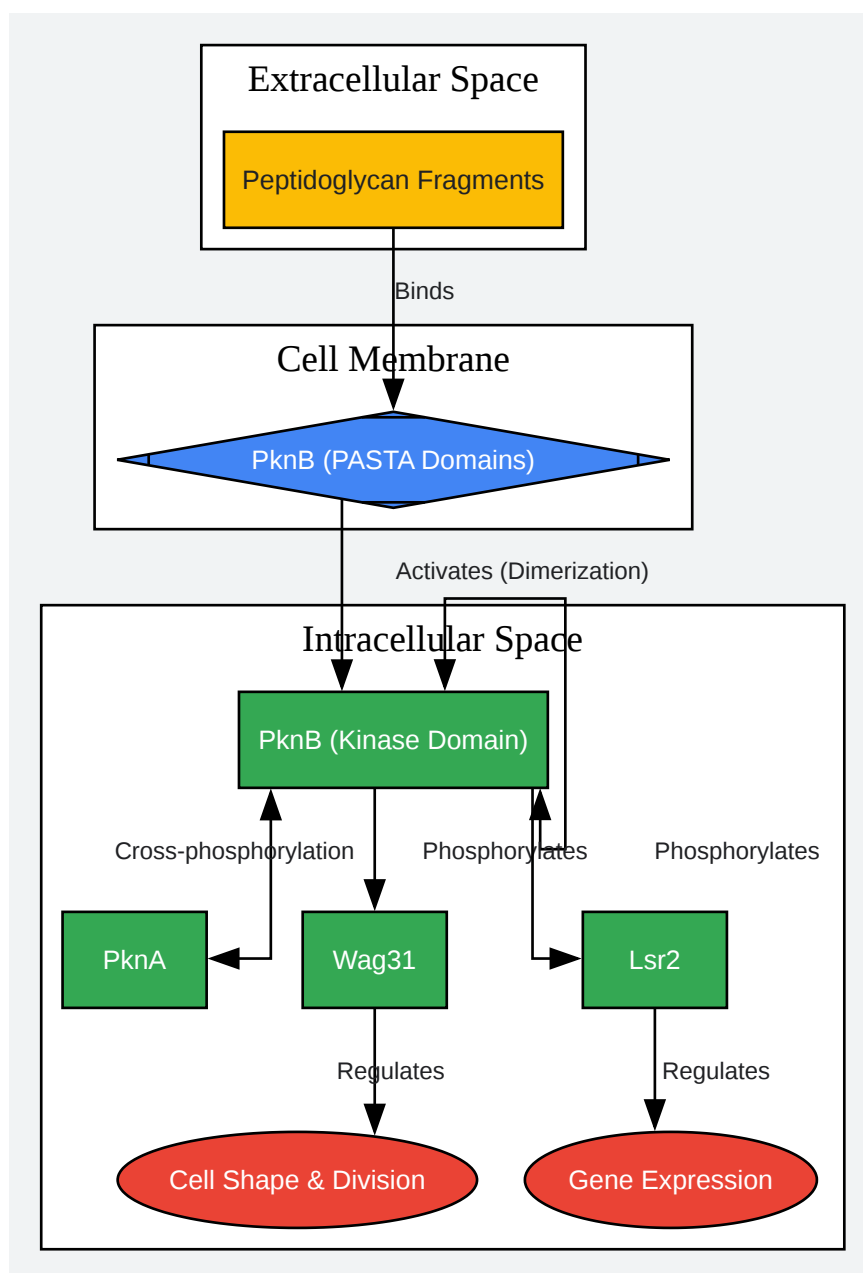 Extracellular Space
Peptidoglycan Fragments
Binds
Cell Membrane
PknB (PASTA Domains)
Activates (Dimerization)
Intracellular Space
PknB (Kinase Domain)
Cross-phosphorylation
Phosphorylates
Phosphorylates
PknA
Wag31
Lsr2
Regulates
Regulates
Cell Shape & Division
Gene Expression